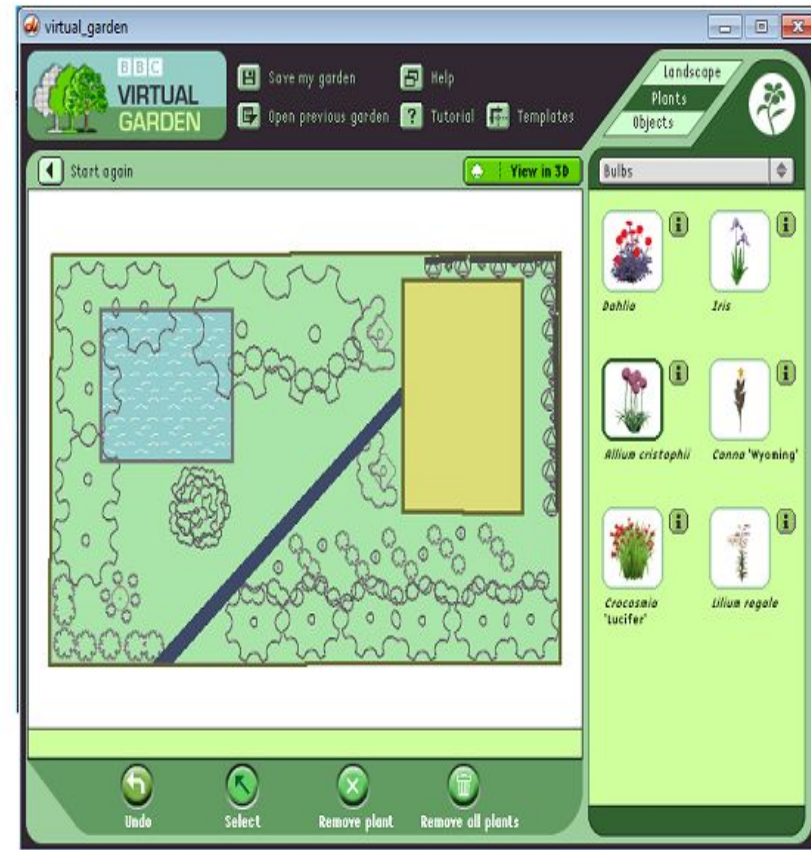 virtual_garden
BBC
VIRTUAL
GARDEN
Save my garden
Help
Open previous garden
? Tutorial
Templates
Landscape
Plants
Objects
Start again
View in 3D
Bulbs
i
i
Dahlia
Iris
i
i
Allium cristophii
Canna 'Wyoming'
i
i
Crocosmia
'Lucifer'
Lilium regale
Undo
Select
Remove plant
Remove all plants